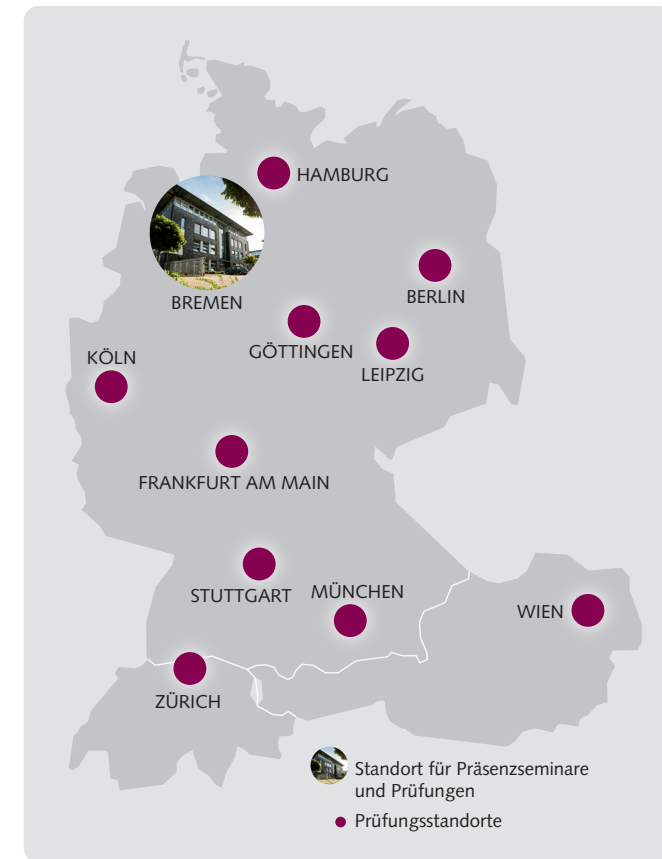 HAMBURG
BREMEN
BERLIN
GÖTTINGEN
LEIPZIG
KÖLN
FRANKFURT AM MAIN
STUTTGART
MÜNCHEN
WIEN
ZÜRICH
Standort für Präsenzseminare
und Prüfungen
Prüfungsstandorte